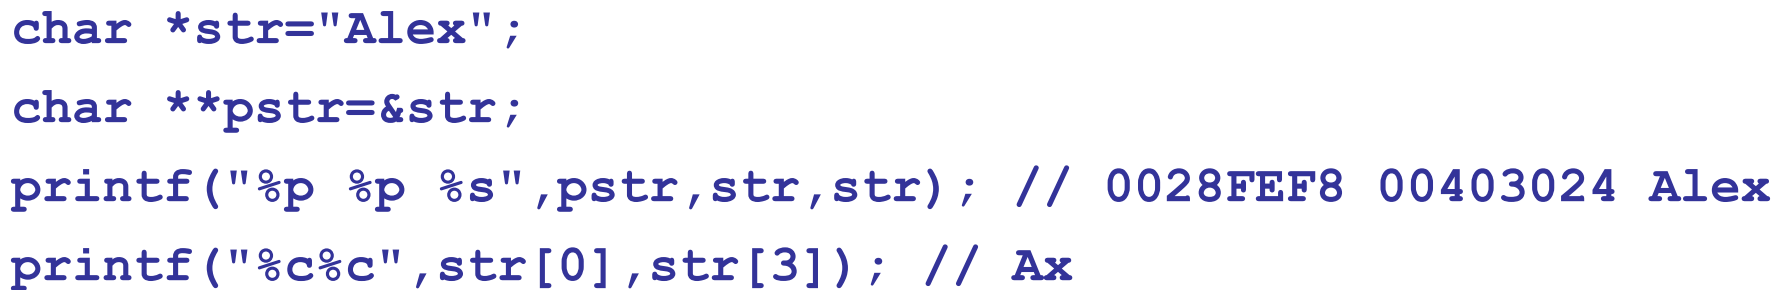 char *str="Alex";
char **pstr=&str;
printf("%p %p %s",pstr,str,str); // 0028FEF8 00403024 Alex
printf("%c%c",str[0],str[3]); // Ax